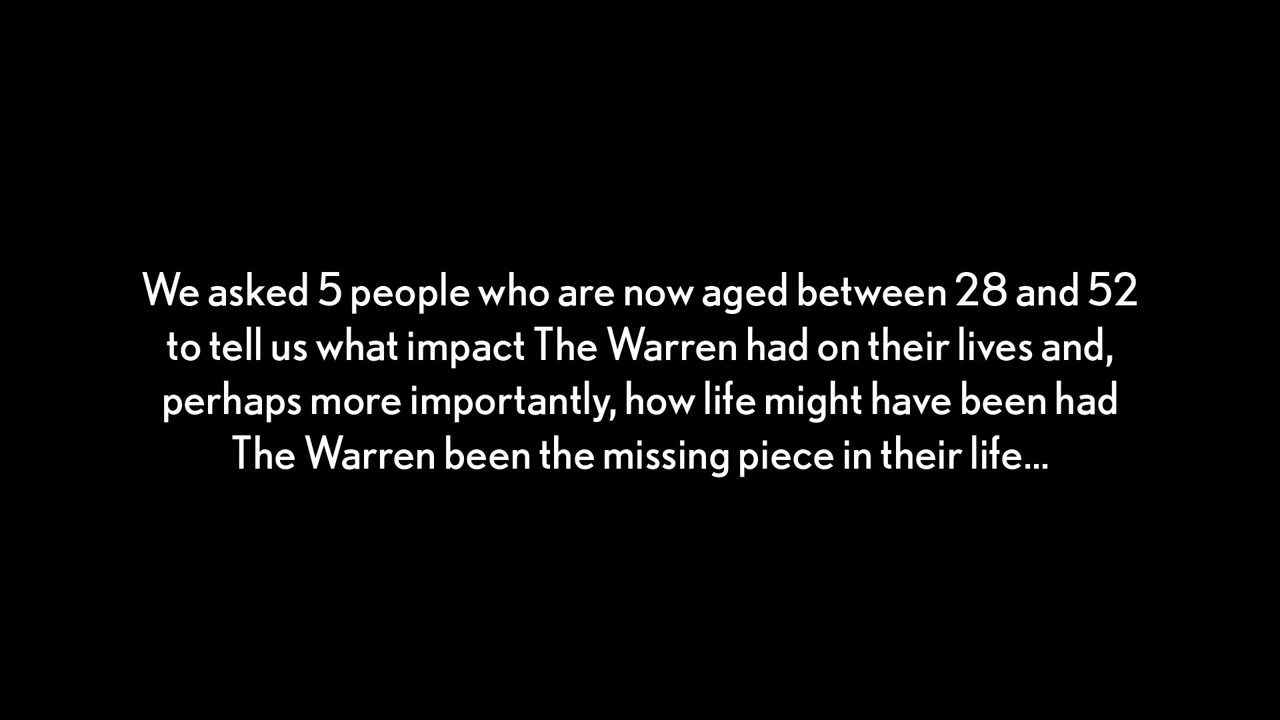 We asked 5 people who are now aged between 28 and 52
to tell us what impact The Warren had on their lives and,
perhaps more importantly, how life might have been had
The Warren been the missing piece in their life...